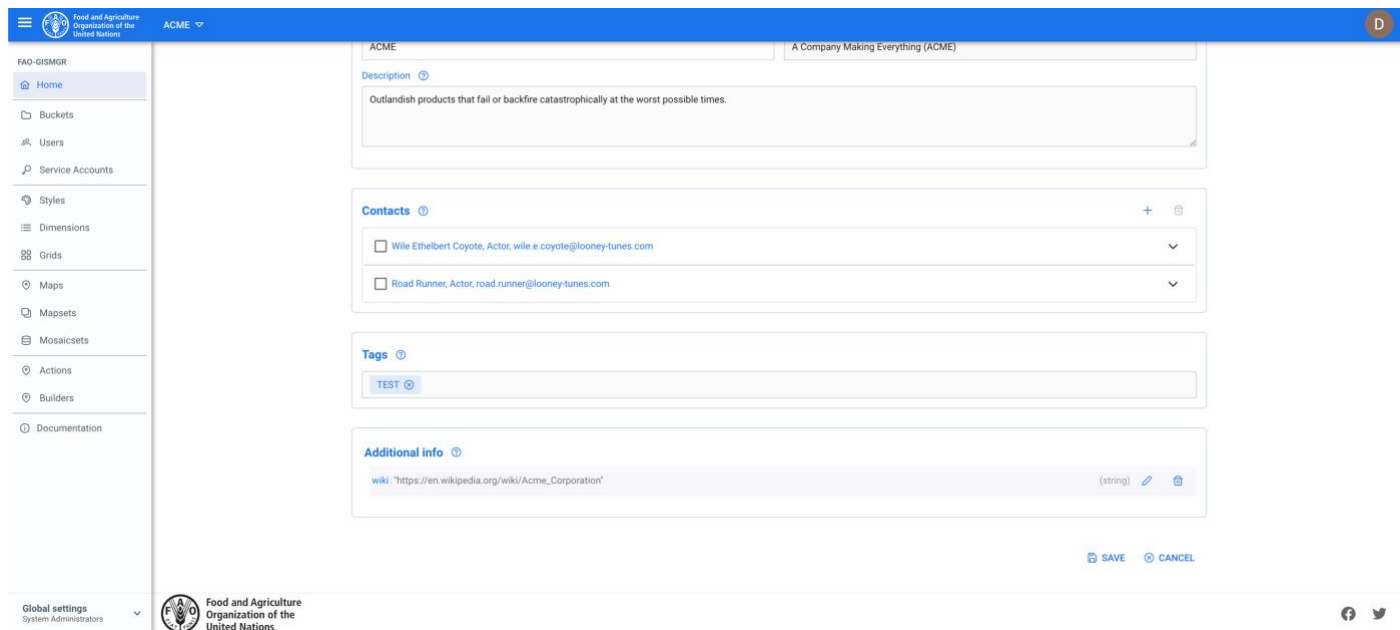 Food and Agriculture
Organization of the
United Nations
ACME
D
FAO-GISMGR
Home
Buckets
Users
Service Accounts
Styles
Dimensions
Grids
Maps
Mapsets
Mosaicsets
Actions
Builders
Documentation
Global settings
System Administrators
ACME
A Company Making Everything (ACME)
Description
Outlandish products that fail or backfire catastrophically at the worst possible times.
Contacts
Wile Ethelbert Coyote, Actor, wile.e.coyote@looney-tunes.com
Road Runner, Actor, road.runner@looney-tunes.com
Tags
TEST
Additional info
wiki : "https://en.wikipedia.org/wiki/Acme_Corporation"
(string)
SAVE
CANCEL
Food and Agriculture
Organization of the
United Nations